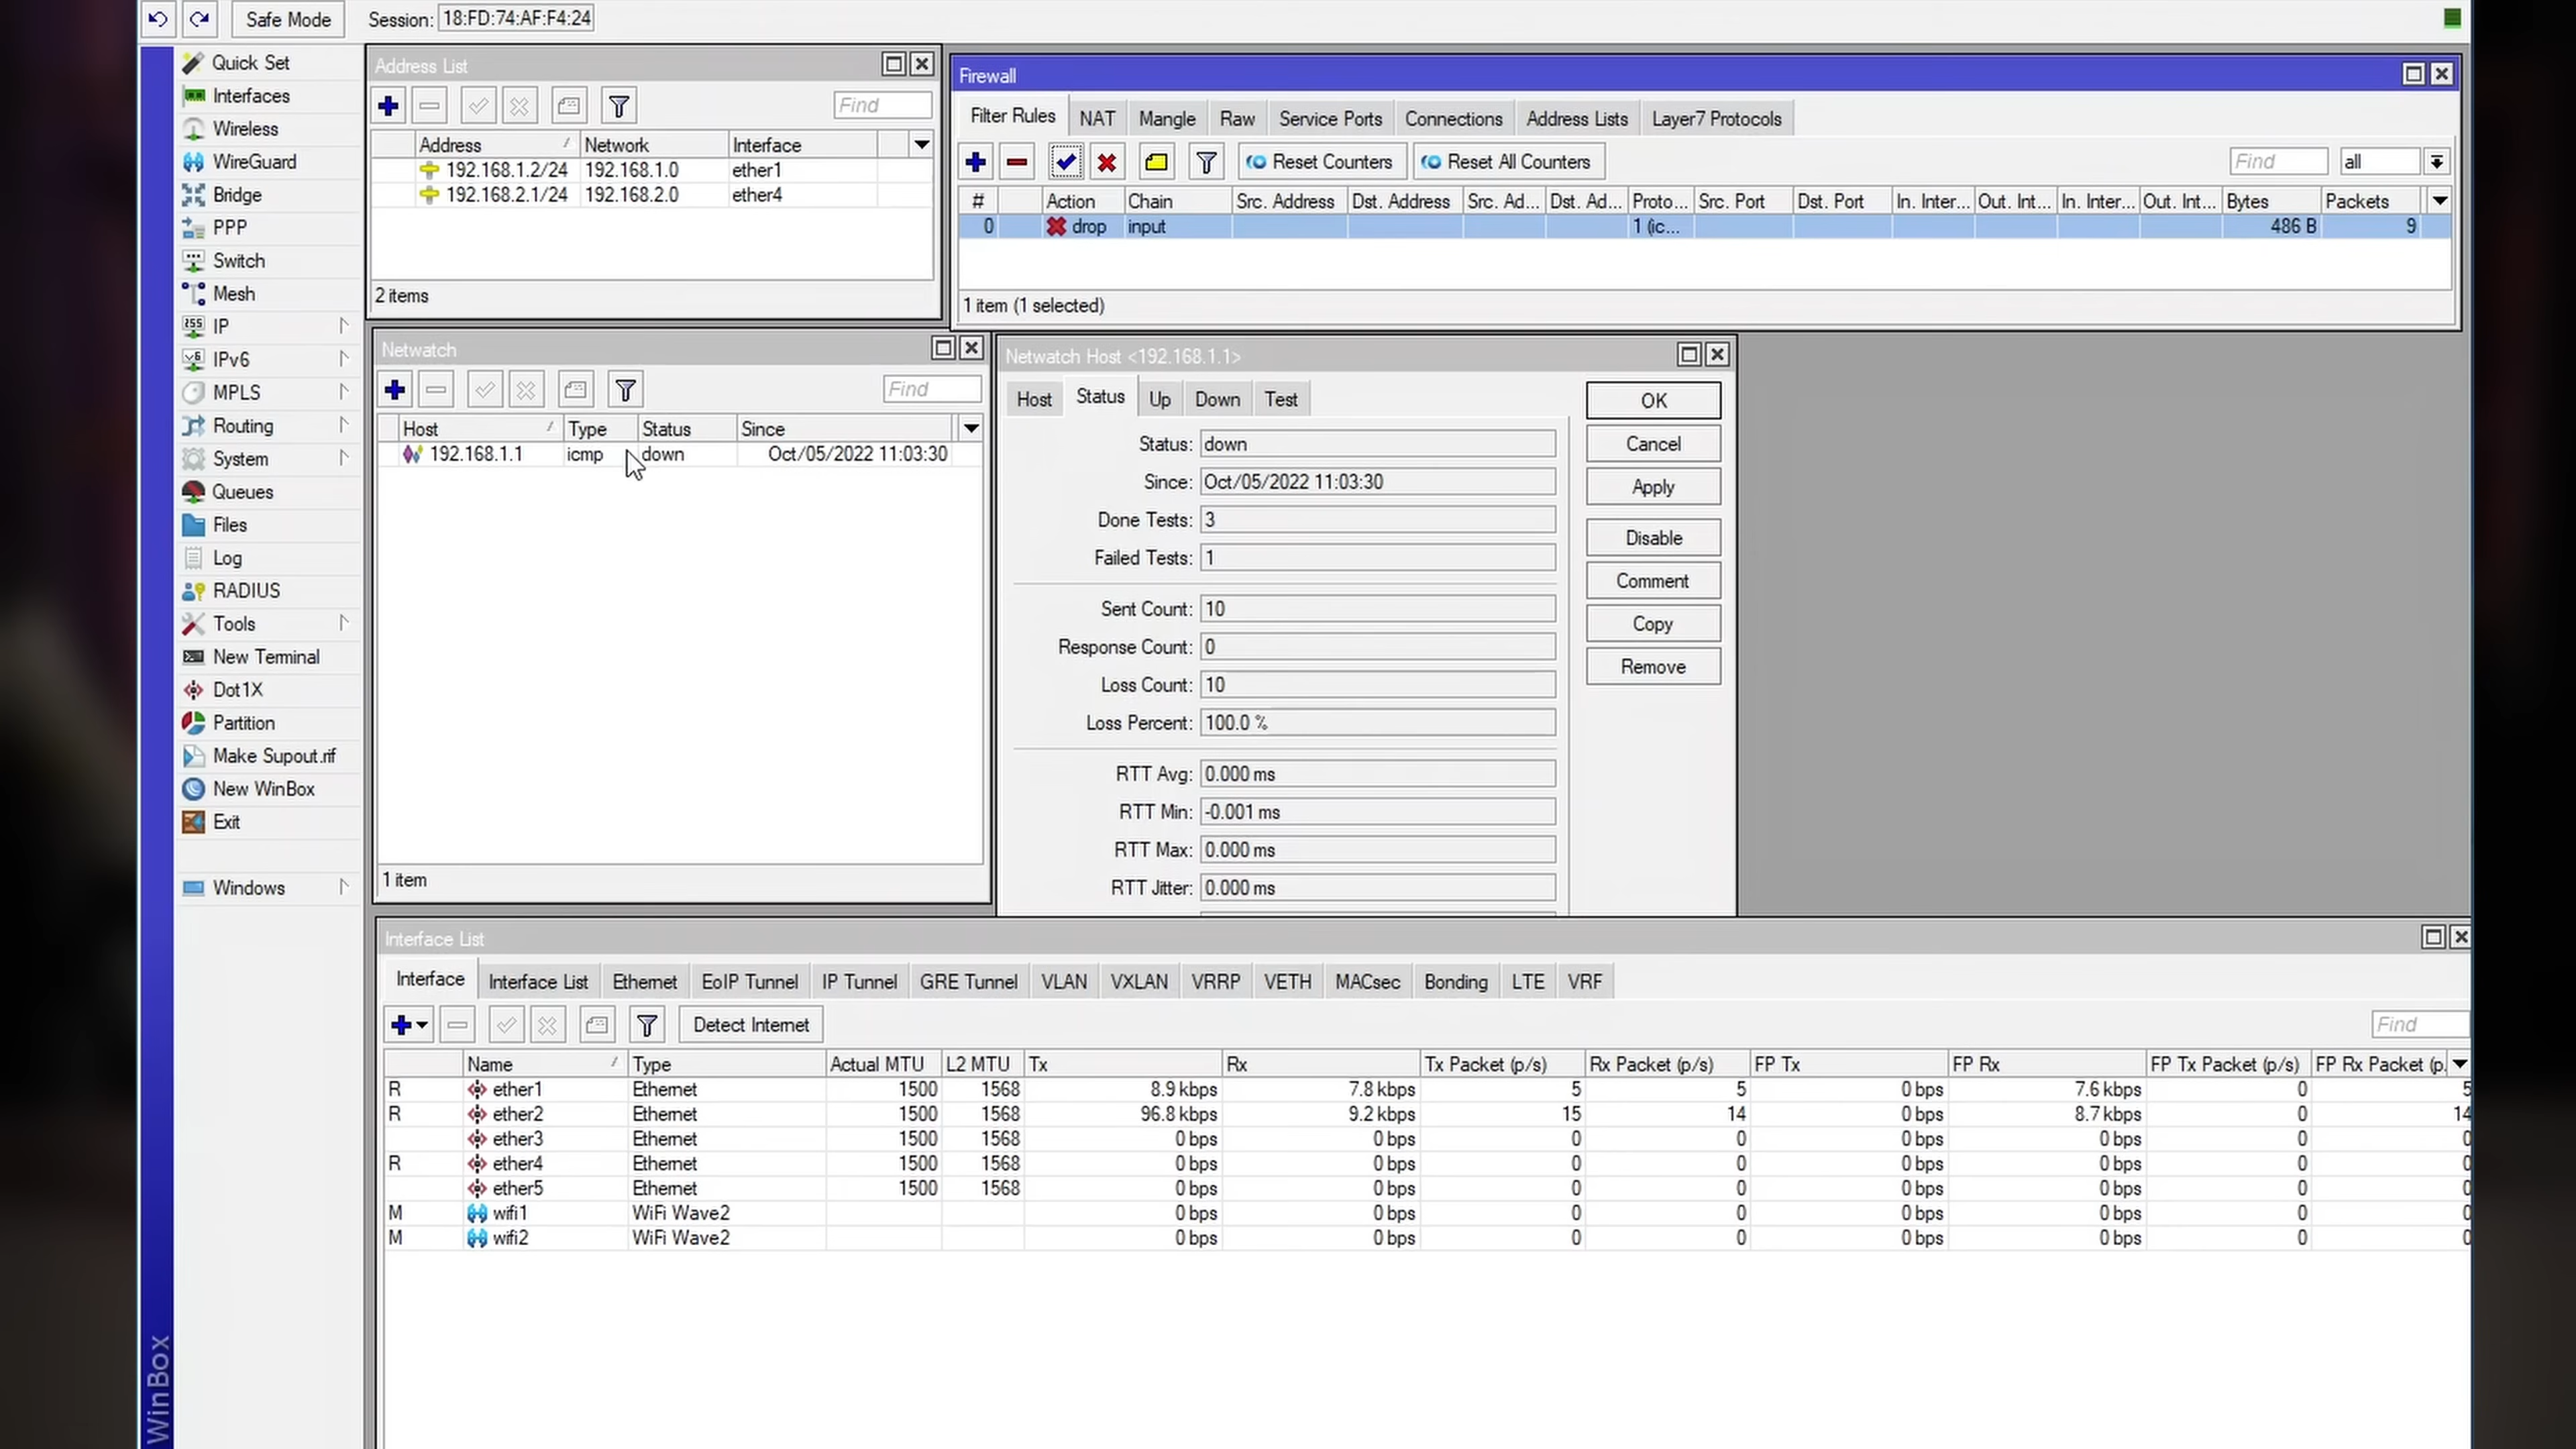 Safe Mode Session: 18:FD:74:AF:F4:24
Quick Set
Interfaces
Wireless
WireGuard
Bridge
PPP
Switch
Mesh
IP
IPv6
MPLS
Routing
System
Queues
Files
Log
RADIUS
Tools
New Terminal
Dot1X
Partition
Make Supout.rif
New WinBox
Exit
Windows
WinBox
Address List
Find
Address Network Interface
192.168.1.2/24 192.168.1.0 ether1
192.168.2.1/24 192.168.2.0 ether4
2 items
Firewall
Filter Rules NAT Mangle Raw Service Ports Connections Address Lists Layer7 Protocols
Reset Counters Reset All Counters Find all
# Action Chain Src. Address Dst. Address Src. Ad... Dst. Ad... Proto... Src. Port Dst. Port In. Inter... Out. Int... In. Inter... Out. Int... Bytes Packets
0 drop input 1 (ic... 486 B 9
1 item (1 selected)
Netwatch
Find
Host Type Status Since
192.168.1.1 icmp down Oct/05/2022 11:03:30
1 item
Netwatch Host <192.168.1.1>
Host Status Up Down Test
Status: down
Since: Oct/05/2022 11:03:30
Done Tests: 3
Failed Tests: 1
Sent Count: 10
Response Count: 0
Loss Count: 10
Loss Percent: 100.0 %
RTT Avg: 0.000 ms
RTT Min: -0.001 ms
RTT Max: 0.000 ms
RTT Jitter: 0.000 ms
OK
Cancel
Apply
Disable
Comment
Copy
Remove
Interface List
Interface Interface List Ethernet EoIP Tunnel IP Tunnel GRE Tunnel VLAN VXLAN VRRP VETH MACsec Bonding LTE VRF
Detect Internet Find
Name Type Actual MTU L2 MTU Tx Rx Tx Packet (p/s) Rx Packet (p/s) FP Tx FP Rx FP Tx Packet (p/s) FP Rx Packet (p.
R ether1 Ethernet 1500 1568 8.9 kbps 7.8 kbps 5 5 0 bps 7.6 kbps 0 5
R ether2 Ethernet 1500 1568 96.8 kbps 9.2 kbps 15 14 0 bps 8.7 kbps 0 14
ether3 Ethernet 1500 1568 0 bps 0 bps 0 0 0 bps 0 bps 0 0
R ether4 Ethernet 1500 1568 0 bps 0 bps 0 0 0 bps 0 bps 0 0
ether5 Ethernet 1500 1568 0 bps 0 bps 0 0 0 bps 0 bps 0 0
M wifi1 WiFi Wave2 0 bps 0 bps 0 0 0 bps 0 bps 0 0
M wifi2 WiFi Wave2 0 bps 0 bps 0 0 0 bps 0 bps 0 0